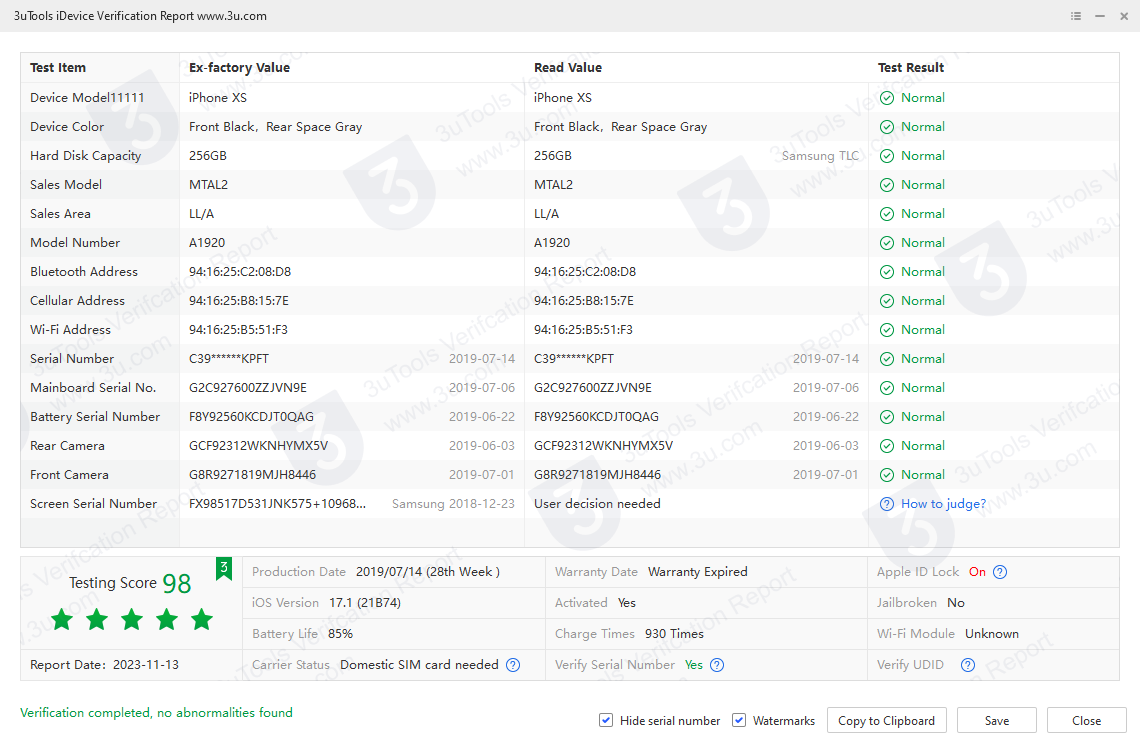 3uTools iDevice Verification Report www.3u.com
Test Item Ex-factory Value Read Value Test Result
Device Model11111 iPhone XS iPhone XS Normal
Device Color Front Black,  Rear Space Gray Front Black,  Rear Space Gray Normal
Hard Disk Capacity 256GB 256GB Samsung TLC Normal
Sales Model MTAL2 MTAL2 Normal
Sales Area LL/A LL/A Normal
Model Number A1920 A1920 Normal
Bluetooth Address 94:16:25:C2:08:D8 94:16:25:C2:08:D8 Normal
Cellular Address 94:16:25:B8:15:7E 94:16:25:B8:15:7E Normal
Wi-Fi Address 94:16:25:B5:51:F3 94:16:25:B5:51:F3 Normal
Serial Number C39******KPFT 2019-07-14 C39******KPFT 2019-07-14 Normal
Mainboard Serial No. G2C927600ZZJVN9E 2019-07-06 G2C927600ZZJVN9E 2019-07-06 Normal
Battery Serial Number F8Y92560KCDJT0QAG 2019-06-22 F8Y92560KCDJT0QAG 2019-06-22 Normal
Rear Camera GCF92312WKNHYMX5V 2019-06-03 GCF92312WKNHYMX5V 2019-06-03 Normal
Front Camera G8R9271819MJH8446 2019-07-01 G8R9271819MJH8446 2019-07-01 Normal
Screen Serial Number FX98517D531JNK575+10968... Samsung 2018-12-23 User decision needed How to judge?
Testing Score 98 3
Production Date 2019/07/14 (28th Week ) Warranty Date Warranty Expired Apple ID Lock On
iOS Version 17.1 (21B74) Activated Yes Jailbroken No
Battery Life 85% Charge Times 930 Times Wi-Fi Module Unknown
Report Date: 2023-11-13 Carrier Status Domestic SIM card needed Verify Serial Number Yes Verify UDID
Verification completed, no abnormalities found
Hide serial number Watermarks Copy to Clipboard Save Close
3uTools Verifcation Report
www.3u.com